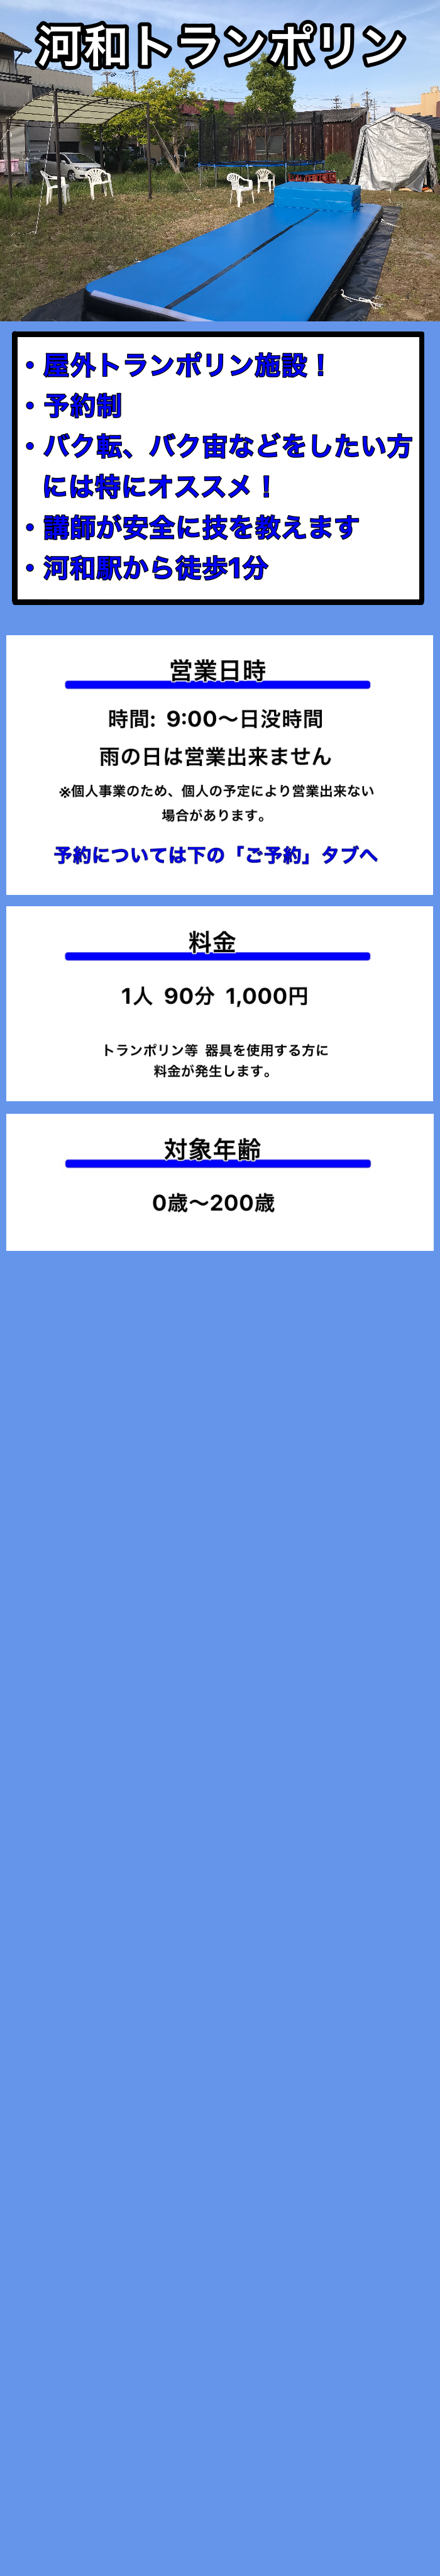 河和トランポリン
・屋外トランポリン施設！
・予約制
・バク転、バク宙などをしたい方
には特にオススメ！
・講師が安全に技を教えます
・河和駅から徒歩1分
営業日時
時間: 9:00〜日没時間
雨の日は営業出来ません
※個人事業のため、個人の予定により営業出来ない
場合があります。
予約については下の「ご予約」タブへ
料金
1人 90分 1,000円
トランポリン等 器具を使用する方に
料金が発生します。
対象年齢
0歳〜200歳